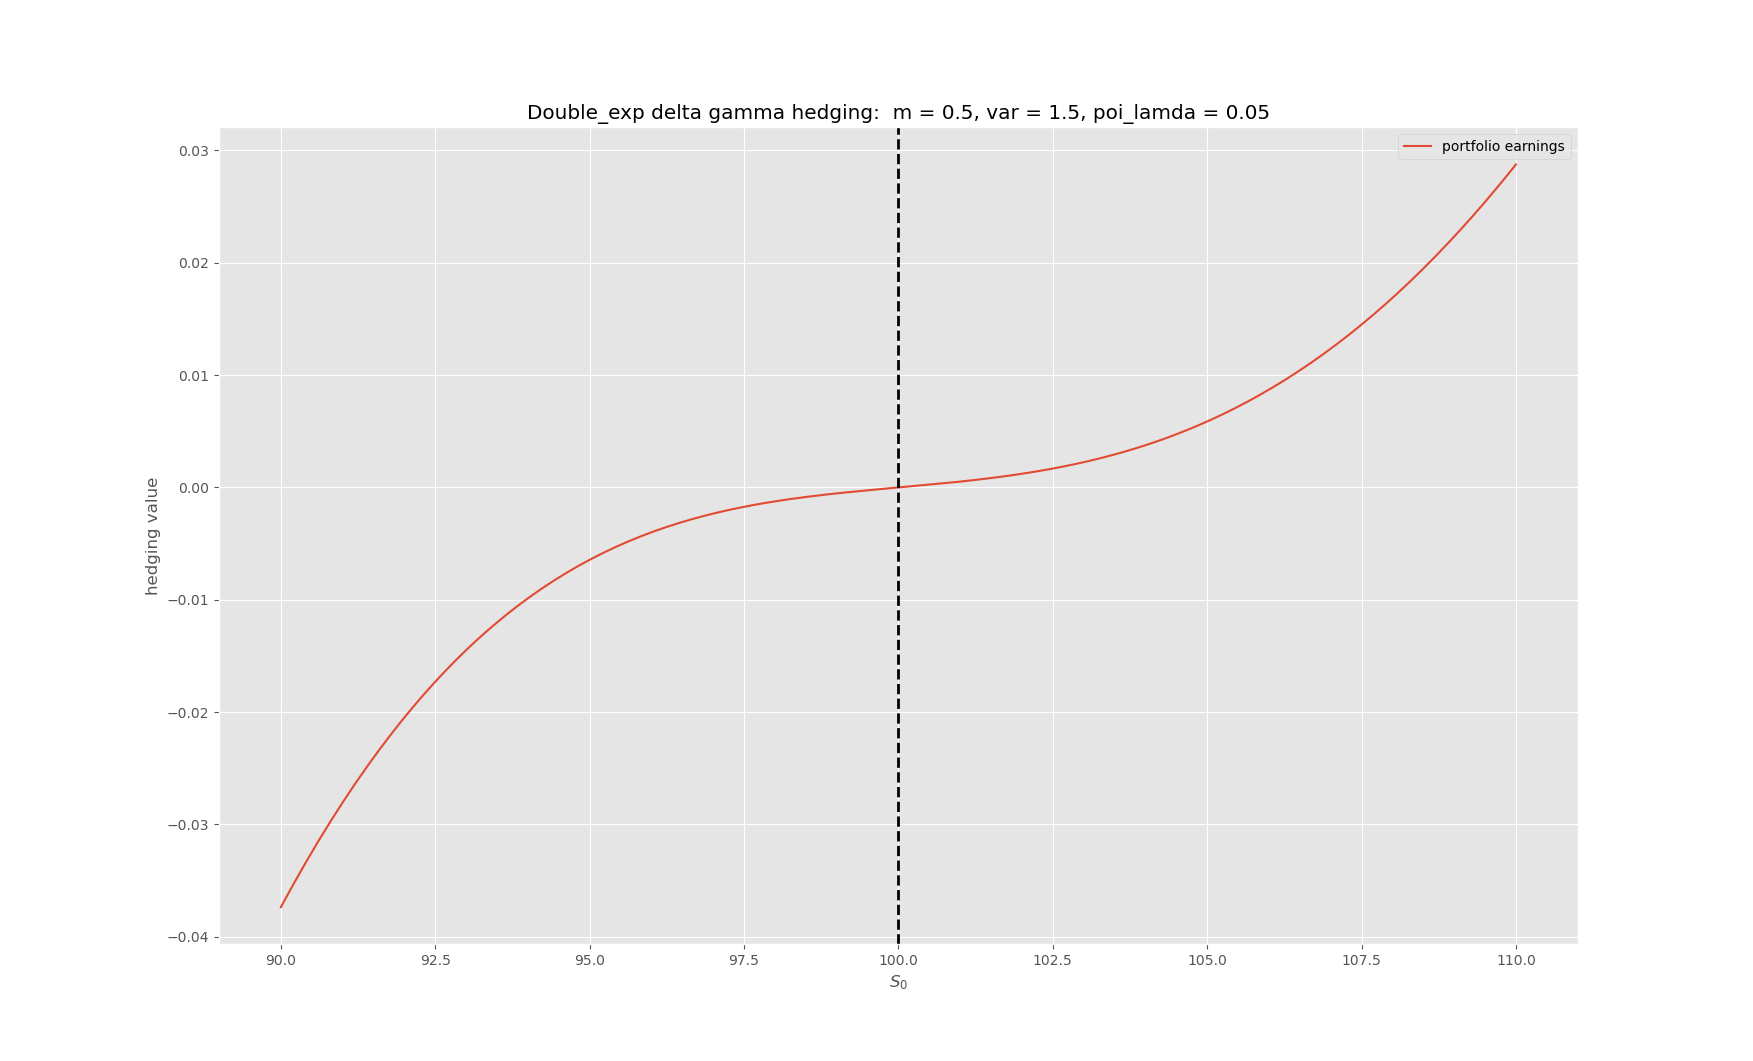 Double_exp delta gamma hedging:  m = 0.5, var = 1.5, poi_lamda = 0.05
portfolio earnings
0.03
0.02
0.01
0.00
−0.01
−0.02
−0.03
−0.04
hedging value
90.0 92.5 95.0 97.5 100.0 102.5 105.0 107.5 110.0
S₀